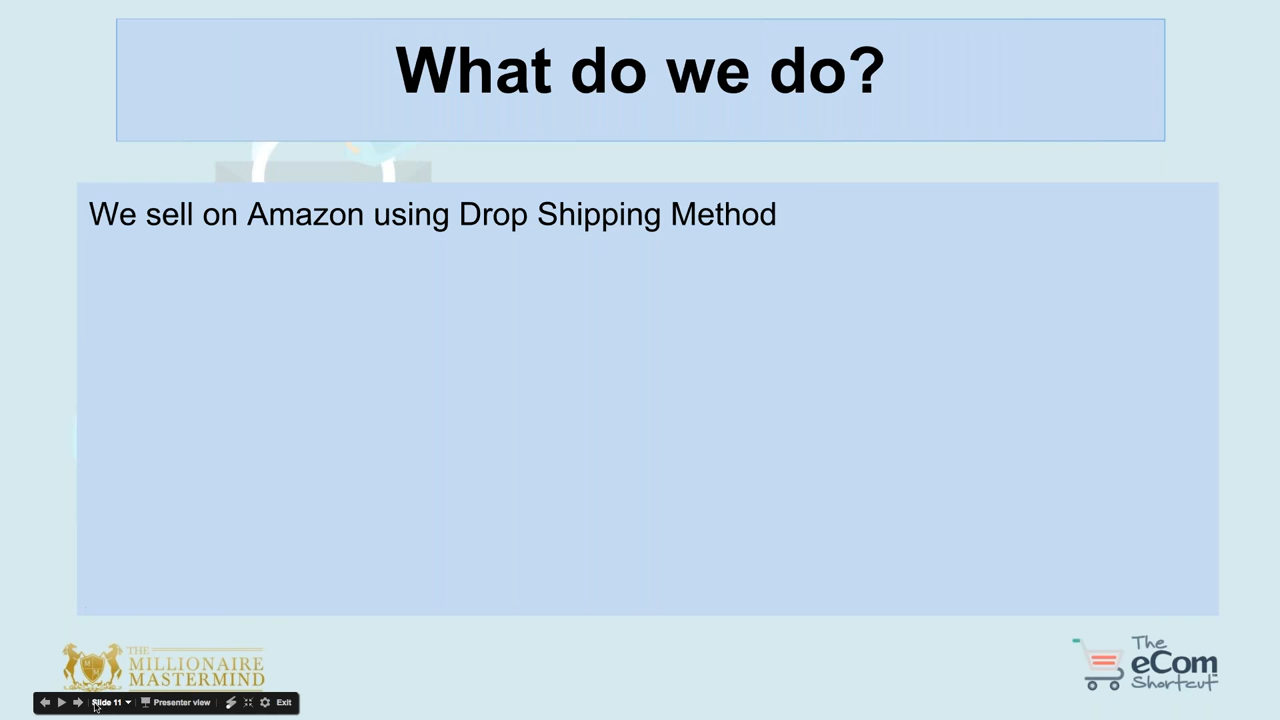 What do we do?
We sell on Amazon using Drop Shipping Method
THE
MILLIONAIRE
MASTERMIND
The
eCom
Shortcut
Slide 11
Presenter view
Exit